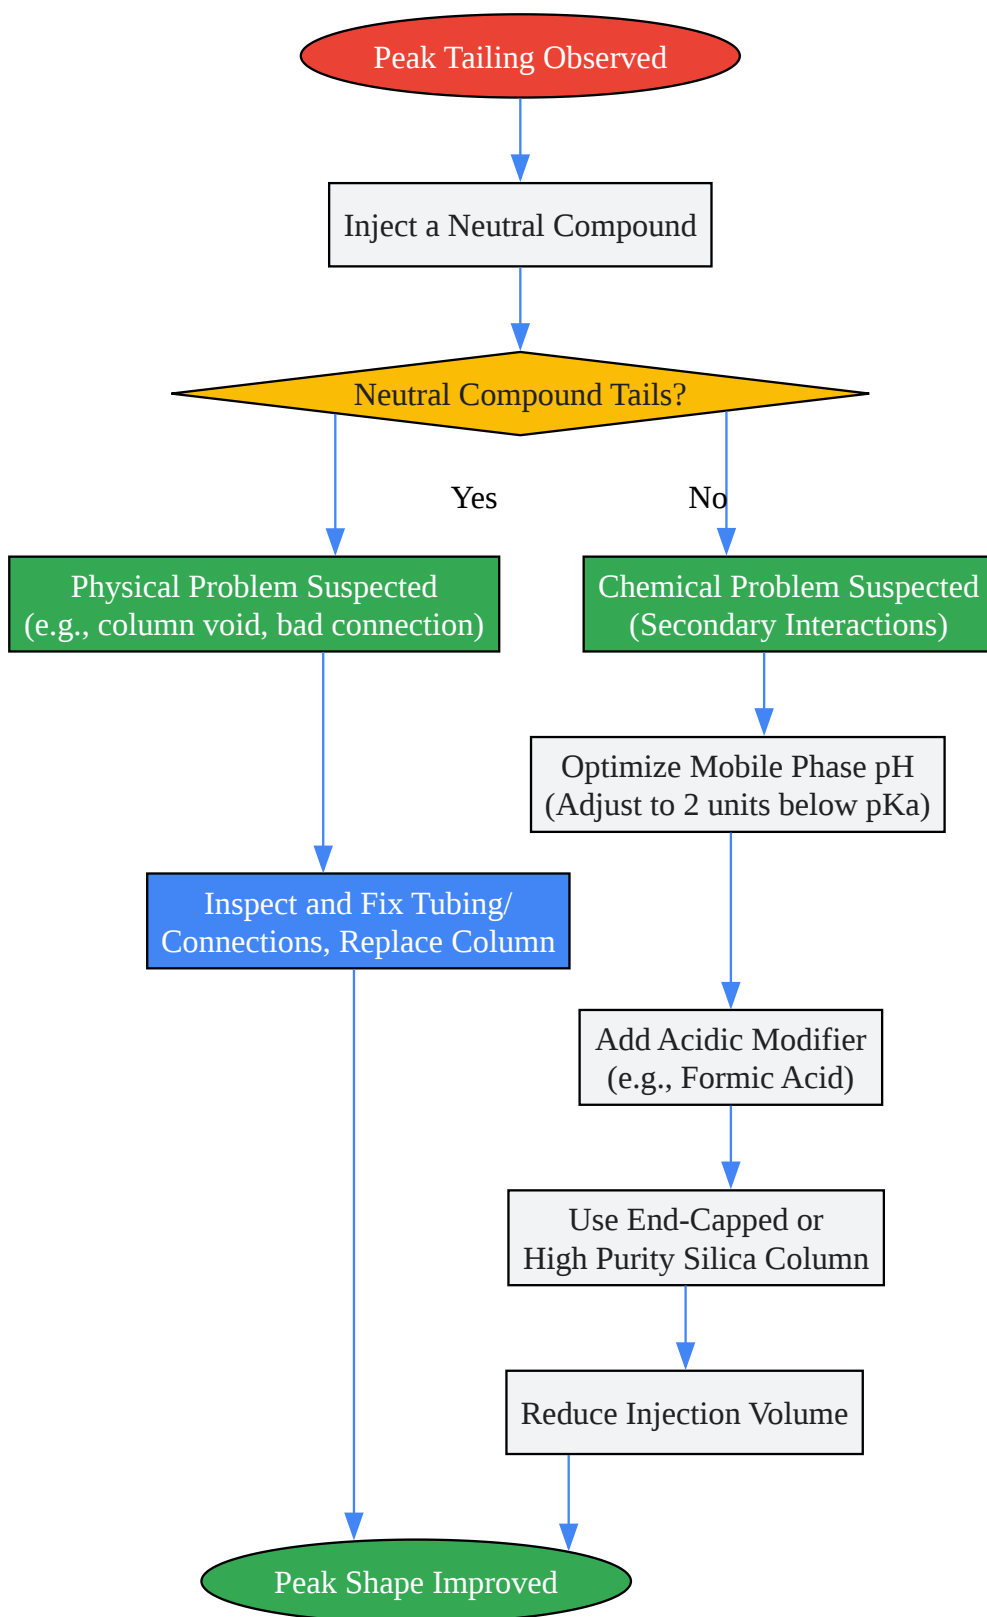 Peak Tailing Observed
Inject a Neutral Compound
Neutral Compound Tails?
Yes
No
Physical Problem Suspected
(e.g., column void, bad connection)
Chemical Problem Suspected
(Secondary Interactions)
Optimize Mobile Phase pH
(Adjust to 2 units below pKa)
Inspect and Fix Tubing/
Connections, Replace Column
Add Acidic Modifier
(e.g., Formic Acid)
Use End-Capped or
High Purity Silica Column
Reduce Injection Volume
Peak Shape Improved